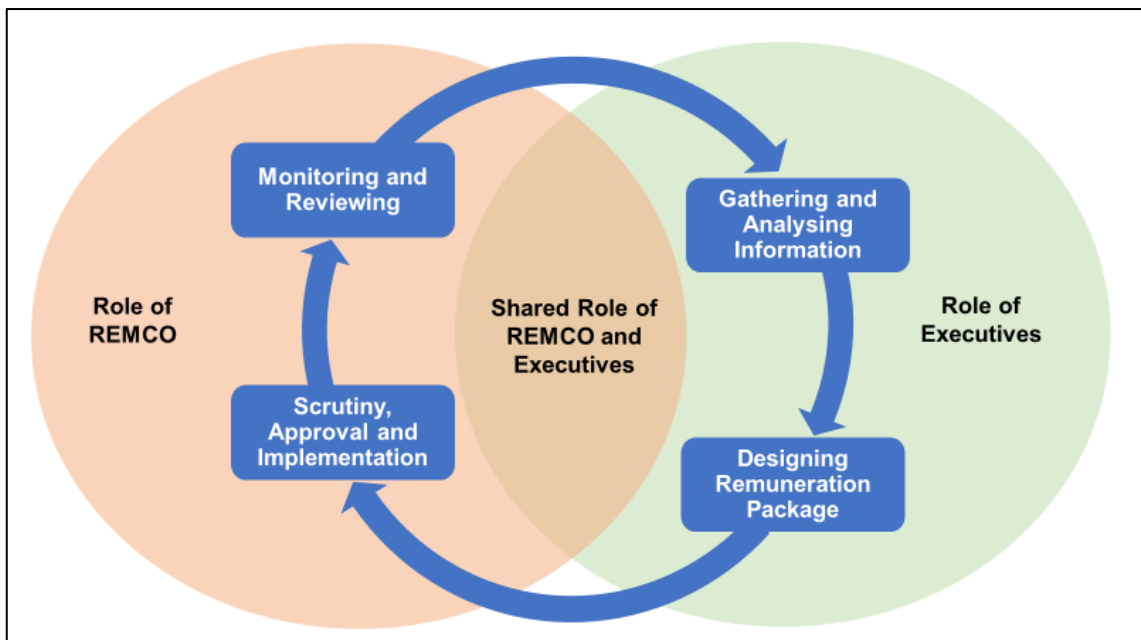 Monitoring and
Reviewing
Gathering and
Analysing
Information
Role of
REMCO
Shared Role of
REMCO and
Executives
Role of
Executives
Scrutiny,
Approval and
Implementation
Designing
Remuneration
Package